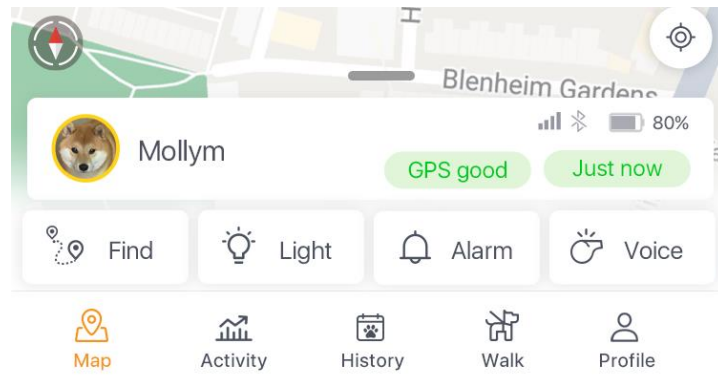 H
Blenheim Gardens
80%
Mollym
GPS good
Just now
Find
Light
Alarm
Voice
Map
Activity
History
Walk
Profile